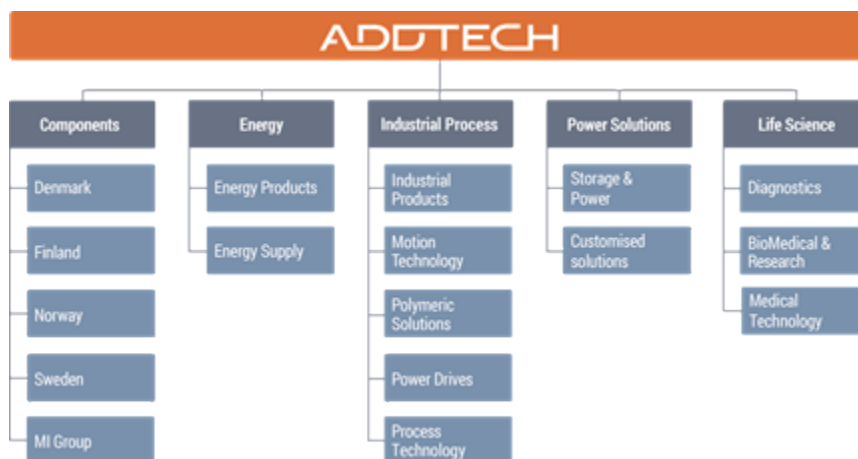 ADDTECH
Components
Energy
Industrial Process
Power Solutions
Life Science
Denmark
Finland
Norway
Sweden
MI Group
Energy Products
Energy Supply
Industrial
Products
Motion
Technology
Polymeric
Solutions
Power Drives
Process
Technology
Storage &
Power
Customised
solutions
Diagnostics
BioMedical &
Research
Medical
Technology